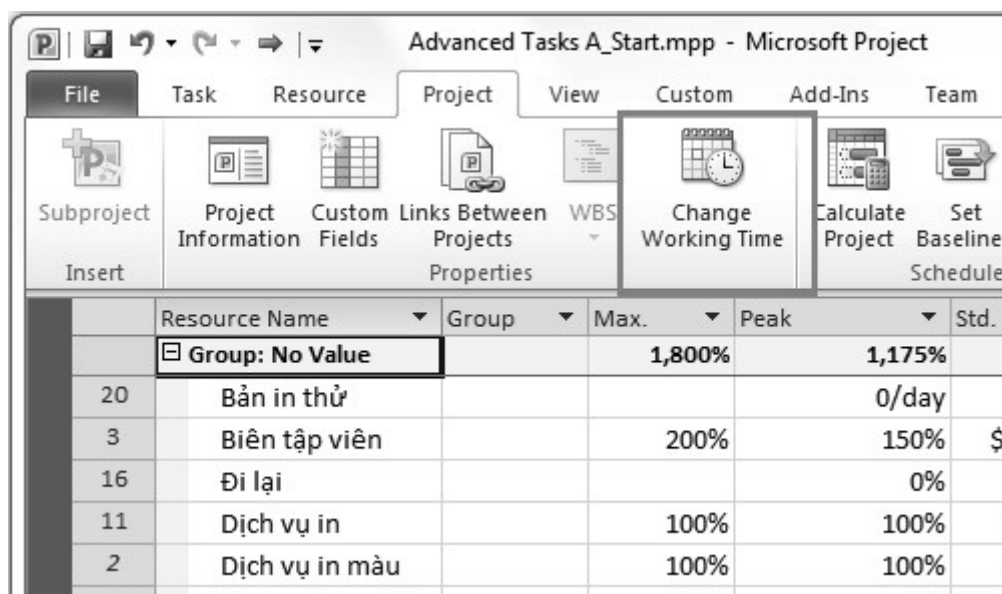 Advanced Tasks A_Start.mpp - Microsoft Project
File Task Resource Project View Custom Add-Ins Team
Subproject
Project Information
Custom Fields
Links Between Projects
WBS
Change Working Time
Calculate Project
Set Baseline
Insert Properties Schedule
Resource Name Group Max. Peak Std.
Group: No Value 1,800% 1,175%
20 Bản in thử 0/day
3 Biên tập viên 200% 150% $
16 Đi lại 0%
11 Dịch vụ in 100% 100%
2 Dịch vụ in màu 100% 100%